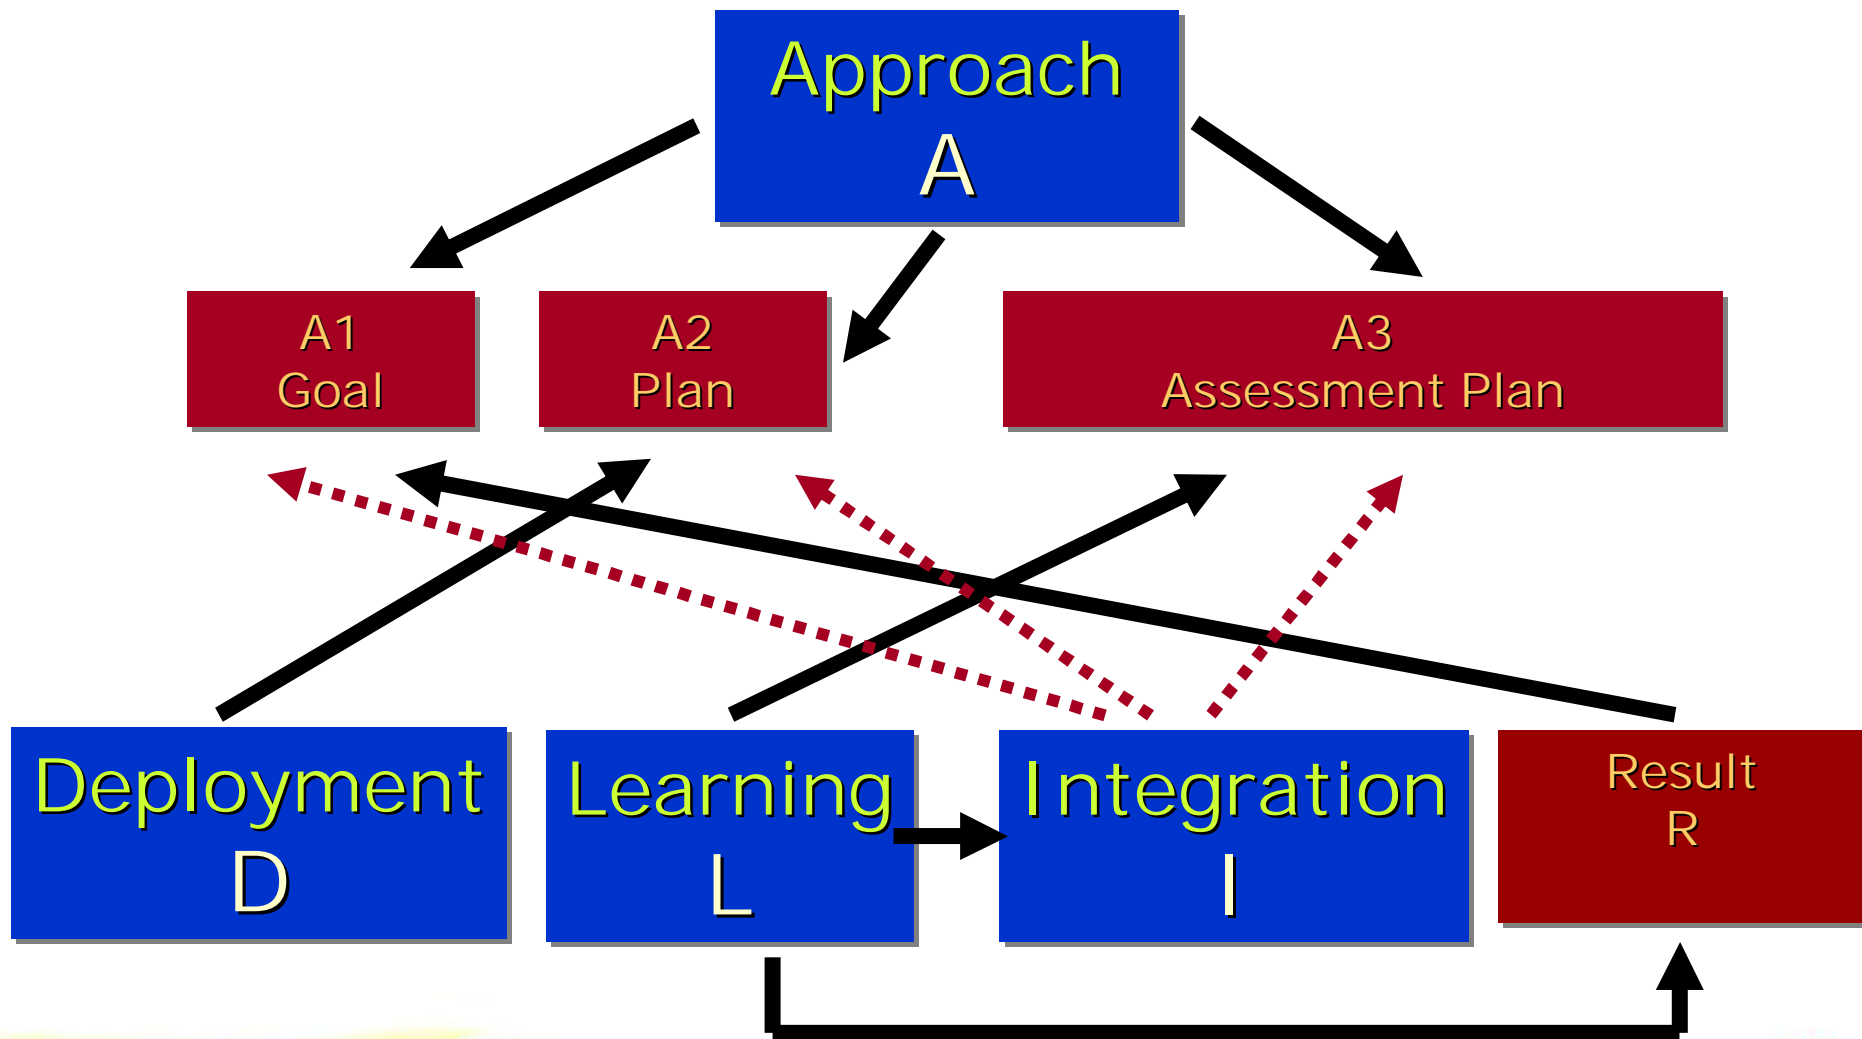 Approach
A
A1
Goal
A2
Plan
A3
Assessment Plan
Deployment
D
Learning
L
Integration
I
Result
R